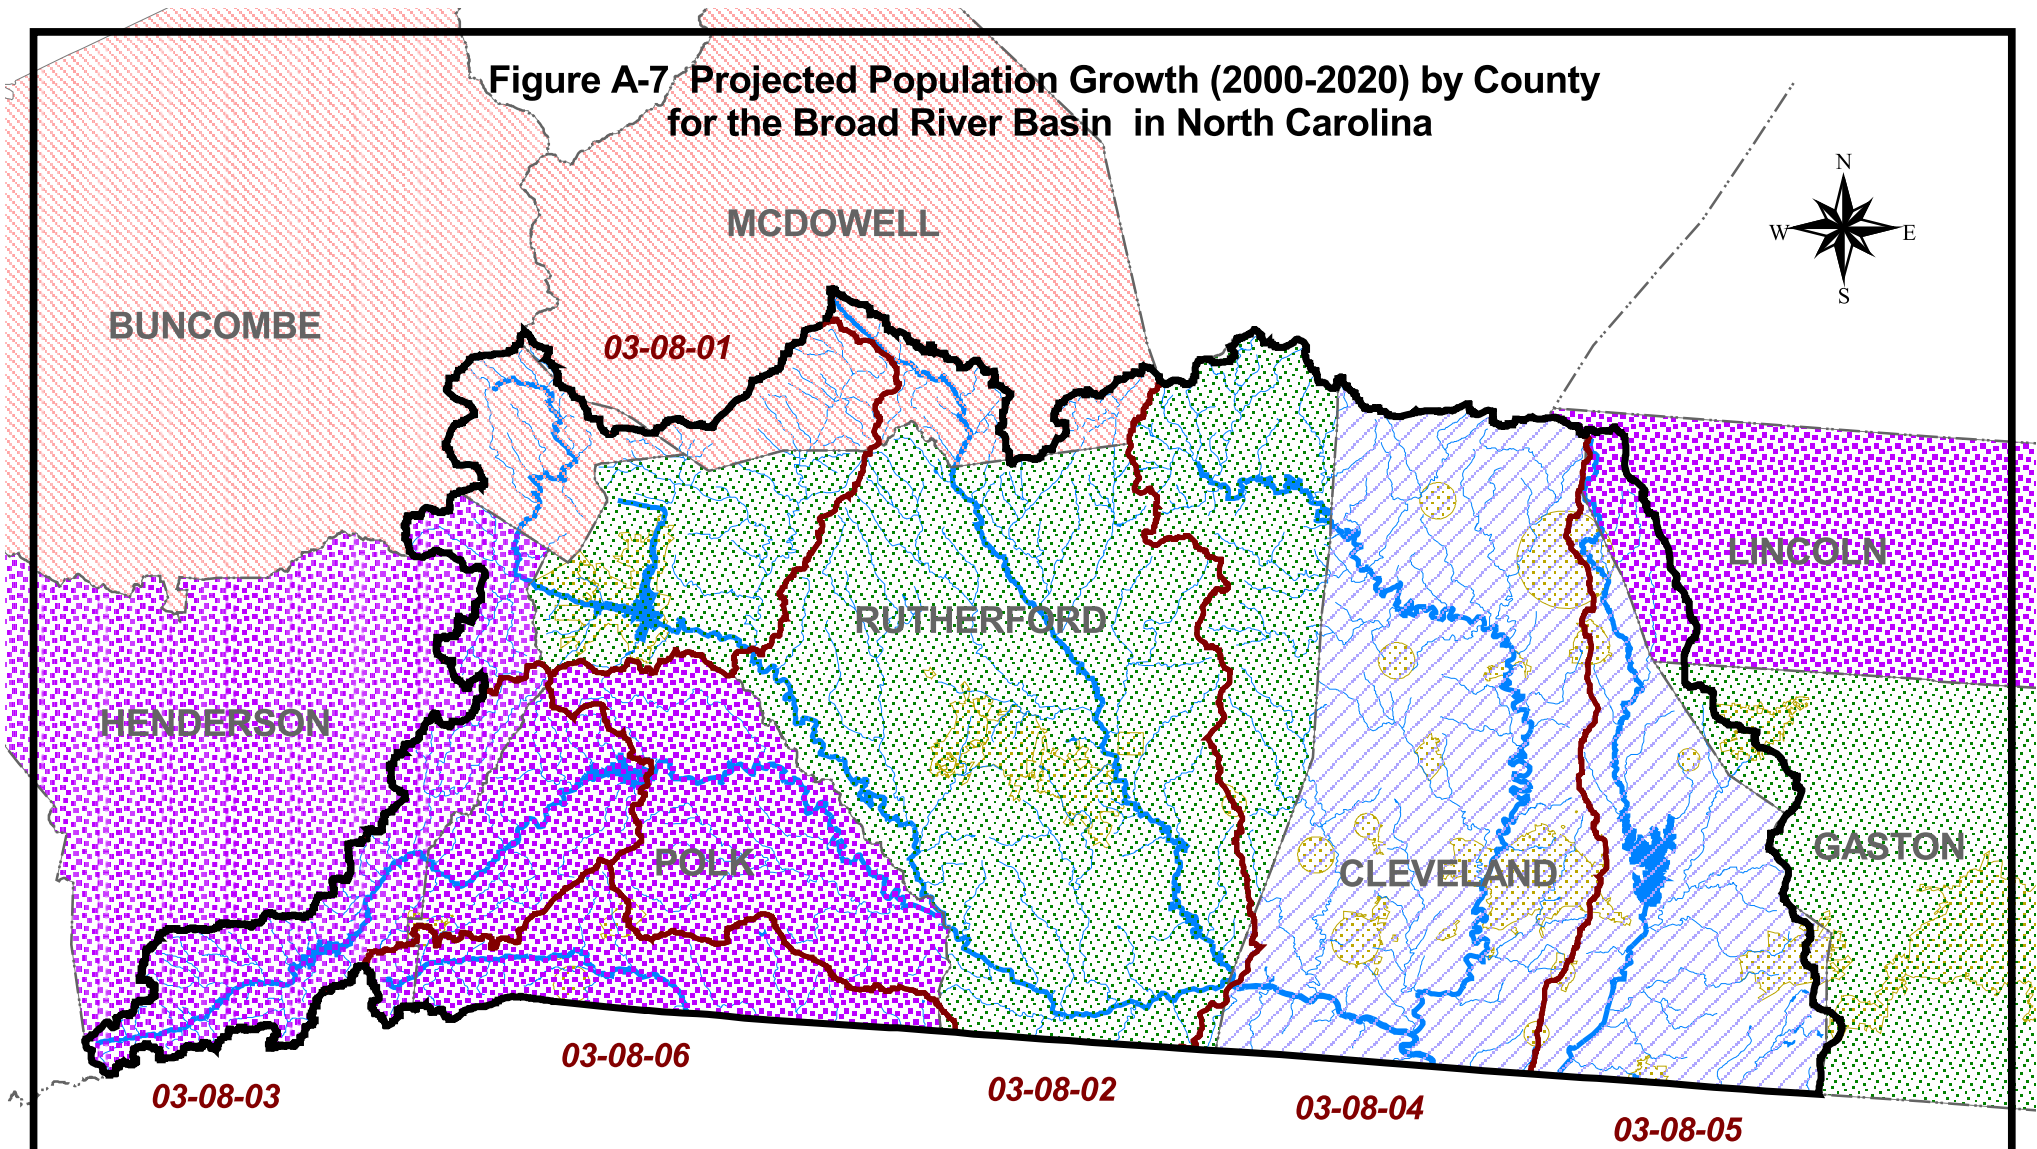 Figure A-7 Projected Population Growth (2000-2020) by County
for the Broad River Basin in North Carolina
N
W E
S
MCDOWELL
BUNCOMBE
03-08-01
LINCOLN
RUTHERFORD
HENDERSON
POLK
CLEVELAND
GASTON
03-08-06
03-08-03
03-08-02
03-08-04
03-08-05